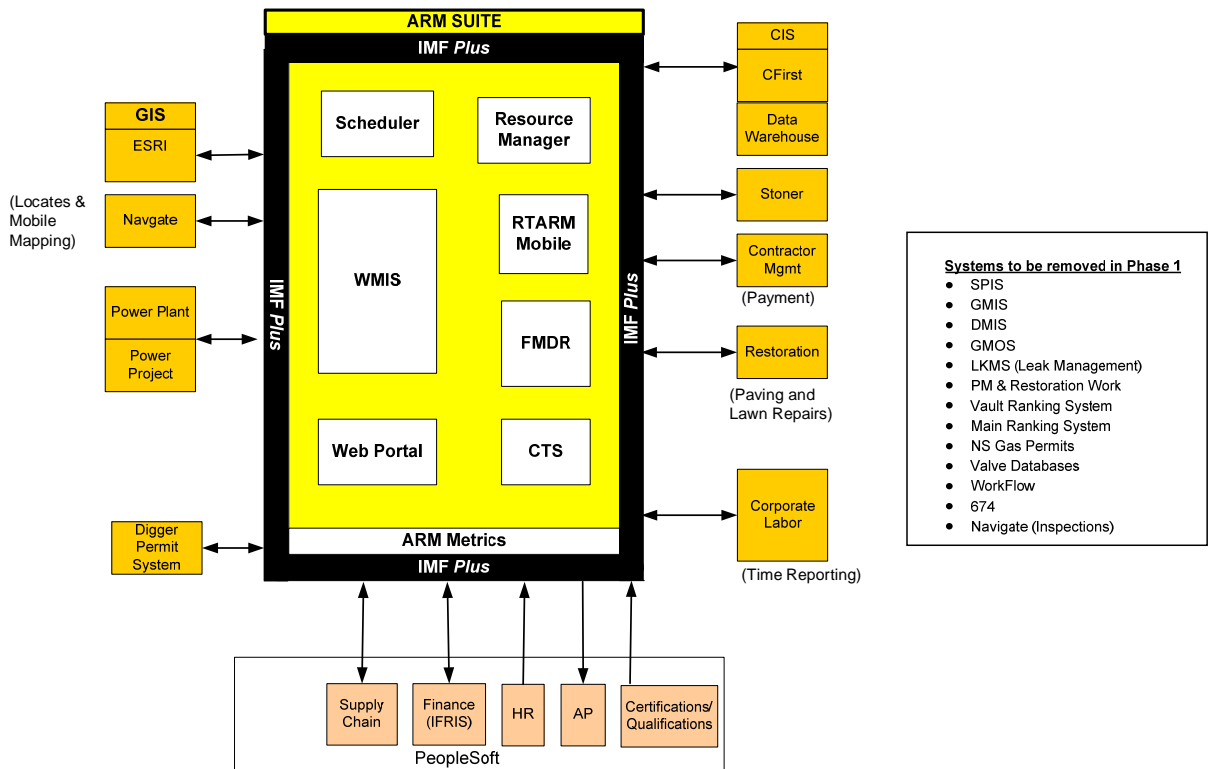 ARM SUITE
IMF Plus
Scheduler
Resource
Manager
WMIS
RTARM
Mobile
FMDR
Web Portal
CTS
ARM Metrics
IMF Plus
IMF Plus
IMF Plus
GIS
ESRI
(Locates &
Mobile
Mapping)
Navgate
Power Plant
Power
Project
Digger
Permit
System
CIS
CFirst
Data
Warehouse
Stoner
Contractor
Mgmt
(Payment)
Restoration
(Paving and
Lawn Repairs)
Corporate
Labor
(Time Reporting)
Supply
Chain
Finance
(IFRIS)
HR
AP
Certifications/
Qualifications
PeopleSoft
Systems to be removed in Phase 1
• SPIS
• GMIS
• DMIS
• GMOS
• LKMS (Leak Management)
• PM & Restoration Work
• Vault Ranking System
• Main Ranking System
• NS Gas Permits
• Valve Databases
• WorkFlow
• 674
• Navigate (Inspections)